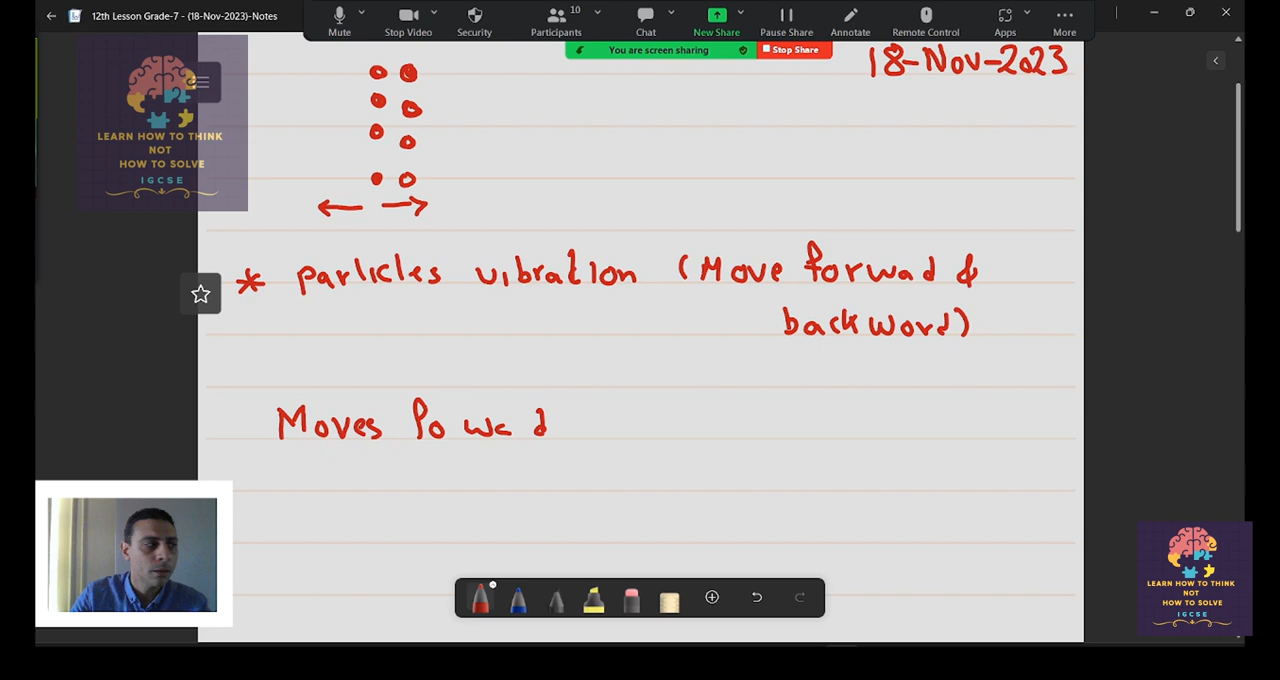 12th Lesson Grade-7 - (18-Nov-2023)-Notes
Mute
Stop Video
Security
10
Participants
Chat
New Share
Pause Share
Annotate
Remote Control
Apps
More
You are screen sharing
Stop Share
18-Nov-2023
LEARN HOW TO THINK
NOT
HOW TO SOLVE
IGCSE
* particles vibration (Move forwad &
backword)
Moves fo wad
LEARN HOW TO THINK
NOT
HOW TO SOLVE
IGCSE